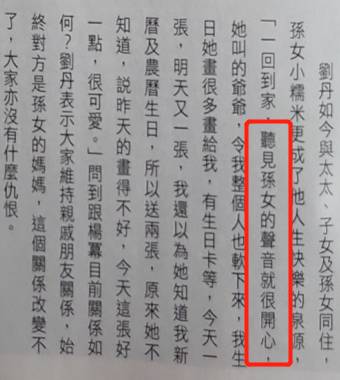 劉丹如今與太太、子女及孫女同住，
孫女小糯米更成了他人生快樂的泉源，
「一回到家，聽見孫女的聲音就很開心，
她叫的爺爺，令我整個人也軟下來，我生
日她畫很多畫給我，有生日卡等，今天一
張，明天又一張，我還以為她知道我新
曆及農曆生日，所以送兩張，原來她不
知道，說昨天的畫得不好，今天這張好
一點，很可愛。」問到跟楊冪目前關係如
何？劉丹表示大家維持親戚朋友關係，始
終對方是孫女的媽媽，這個關係改變不
了，大家亦沒有什麼仇恨。